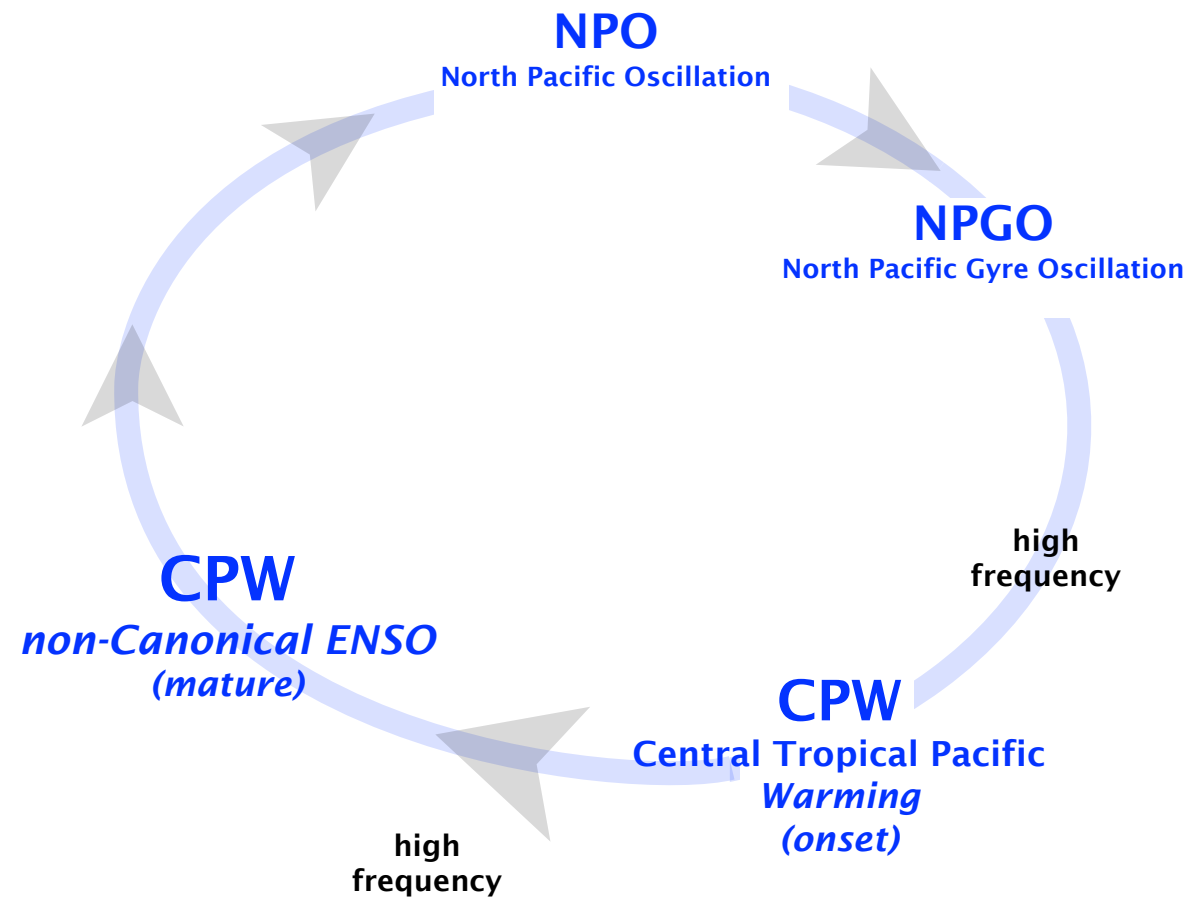 NPO
North Pacific Oscillation
NPGO
North Pacific Gyre Oscillation
high
frequency
CPW
non-Canonical ENSO
(mature)
CPW
Central Tropical Pacific
Warming
(onset)
high
frequency